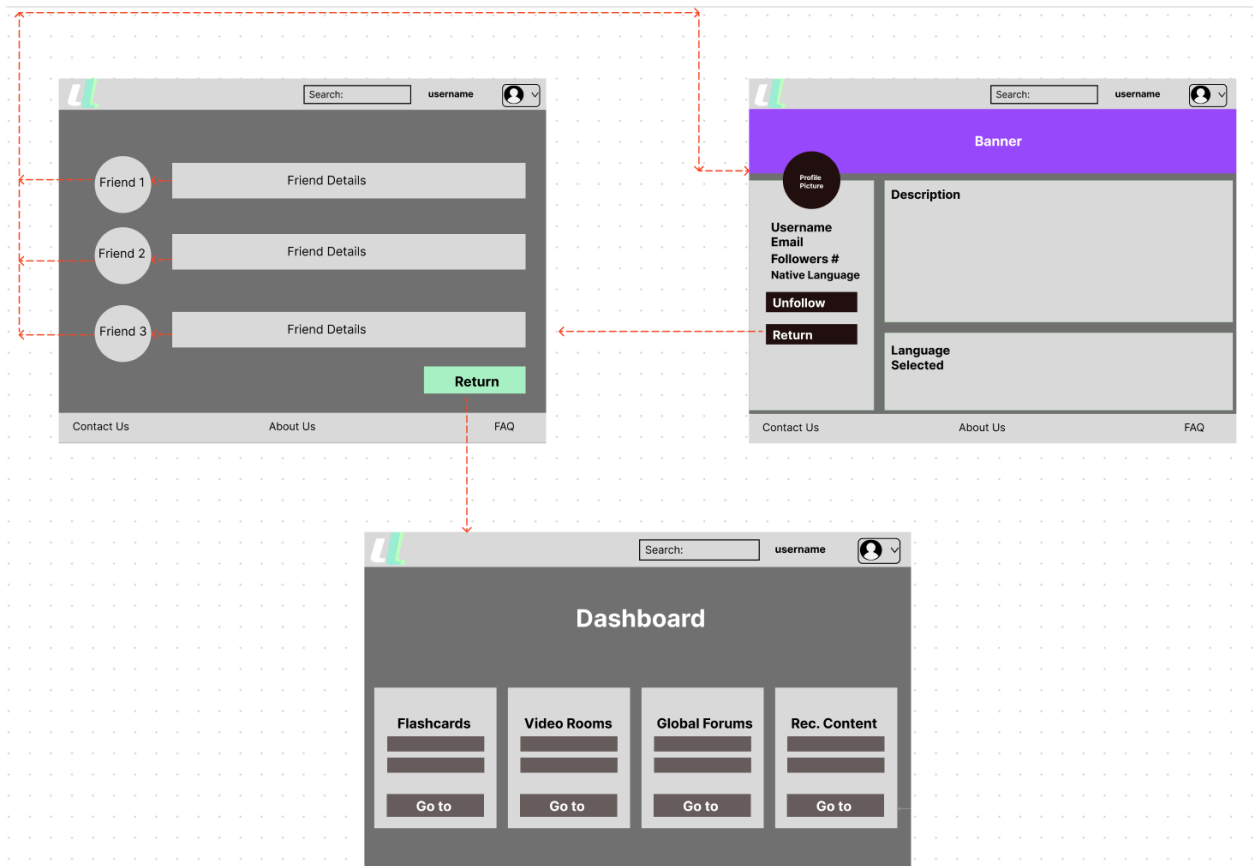 Search:
username
Friend 1
Friend Details
Friend 2
Friend Details
Friend 3
Friend Details
Return
Contact Us
About Us
FAQ
Search:
username
Banner
Profile
Picture
Username
Email
Followers #
Native Language
Unfollow
Return
Description
Language
Selected
Contact Us
About Us
FAQ
Search:
username
Dashboard
Flashcards
Video Rooms
Global Forums
Rec. Content
Go to
Go to
Go to
Go to